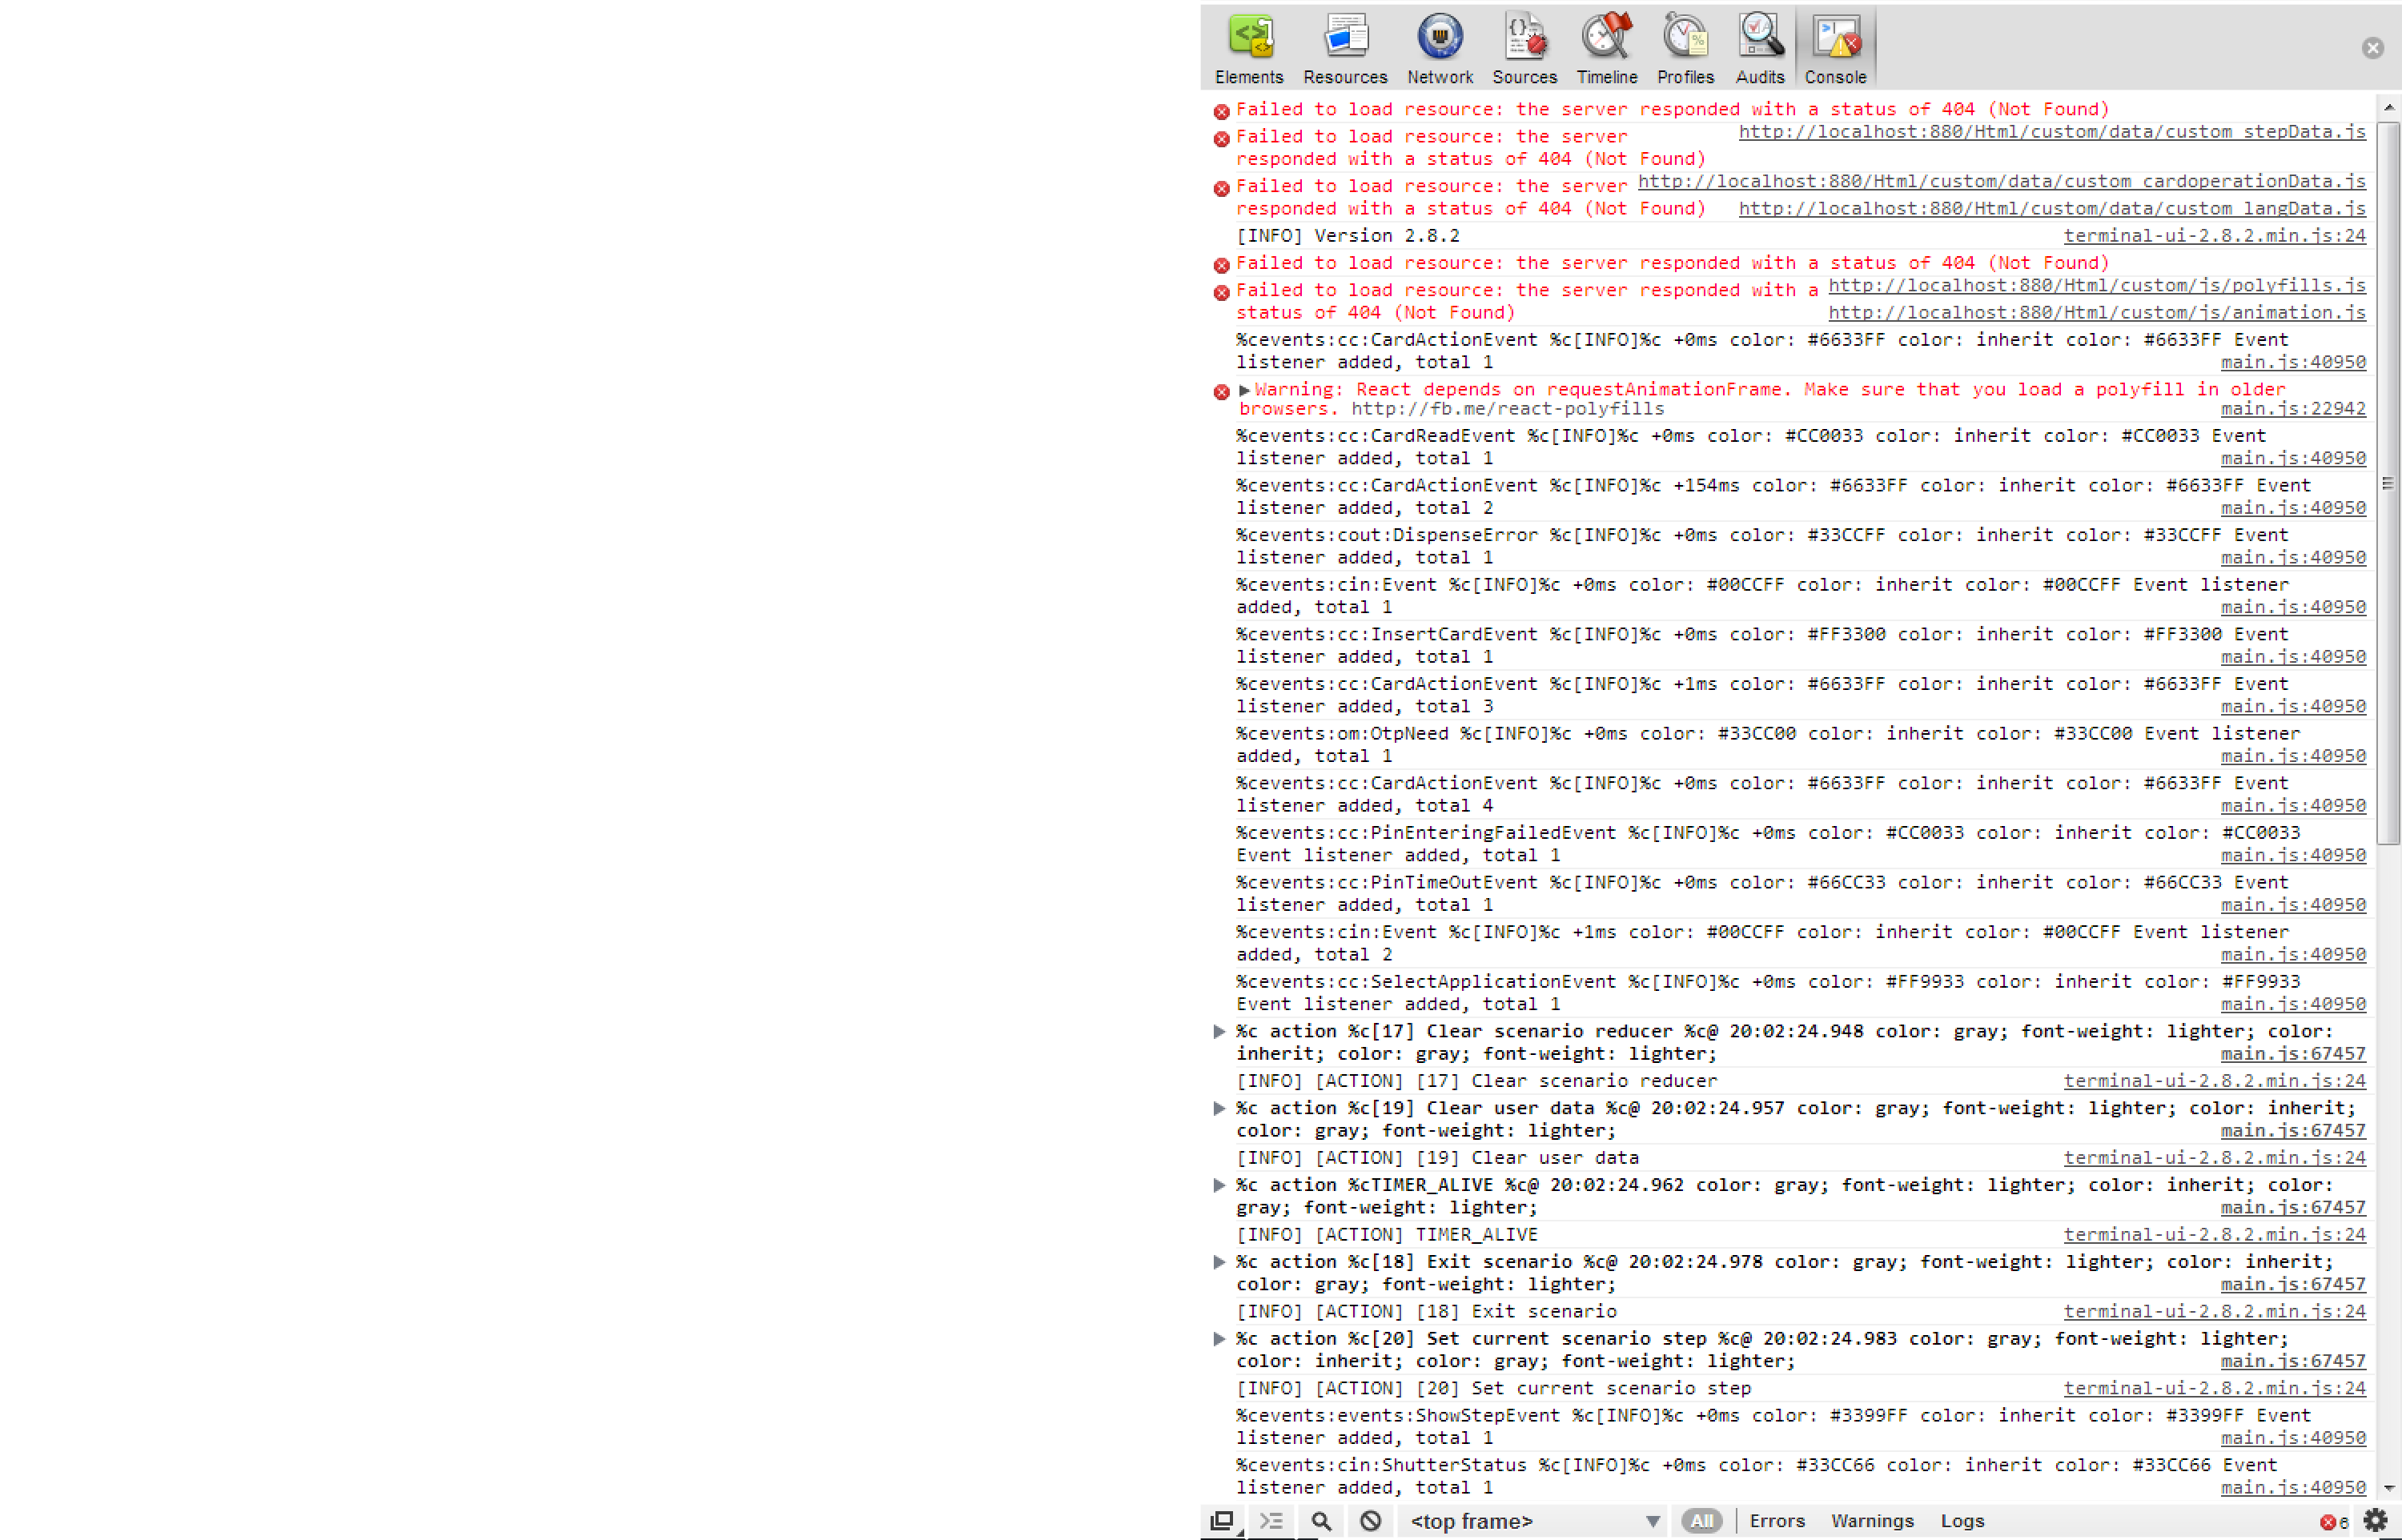 Elements Resources Network Sources Timeline Profiles Audits Console
Failed to load resource: the server responded with a status of 404 (Not Found)
Failed to load resource: the server http://localhost:880/Html/custom/data/custom_stepData.js
responded with a status of 404 (Not Found)
Failed to load resource: the server http://localhost:880/Html/custom/data/custom_cardoperationData.js
responded with a status of 404 (Not Found) http://localhost:880/Html/custom/data/custom_langData.js
[INFO] Version 2.8.2 terminal-ui-2.8.2.min.js:24
Failed to load resource: the server responded with a status of 404 (Not Found)
Failed to load resource: the server responded with a http://localhost:880/Html/custom/js/polyfills.js
status of 404 (Not Found) http://localhost:880/Html/custom/js/animation.js
%cevents:cc:CardActionEvent %c[INFO]%c +0ms color: #6633FF color: inherit color: #6633FF Event
listener added, total 1 main.js:40950
Warning: React depends on requestAnimationFrame. Make sure that you load a polyfill in older
browsers. http://fb.me/react-polyfills main.js:22942
%cevents:cc:CardReadEvent %c[INFO]%c +0ms color: #CC0033 color: inherit color: #CC0033 Event
listener added, total 1 main.js:40950
%cevents:cc:CardActionEvent %c[INFO]%c +154ms color: #6633FF color: inherit color: #6633FF Event
listener added, total 2 main.js:40950
%cevents:cout:DispenseError %c[INFO]%c +0ms color: #33CCFF color: inherit color: #33CCFF Event
listener added, total 1 main.js:40950
%cevents:cin:Event %c[INFO]%c +0ms color: #00CCFF color: inherit color: #00CCFF Event listener
added, total 1 main.js:40950
%cevents:cc:InsertCardEvent %c[INFO]%c +0ms color: #FF3300 color: inherit color: #FF3300 Event
listener added, total 1 main.js:40950
%cevents:cc:CardActionEvent %c[INFO]%c +1ms color: #6633FF color: inherit color: #6633FF Event
listener added, total 3 main.js:40950
%cevents:om:OtpNeed %c[INFO]%c +0ms color: #33CC00 color: inherit color: #33CC00 Event listener
added, total 1 main.js:40950
%cevents:cc:CardActionEvent %c[INFO]%c +0ms color: #6633FF color: inherit color: #6633FF Event
listener added, total 4 main.js:40950
%cevents:cc:PinEnteringFailedEvent %c[INFO]%c +0ms color: #CC0033 color: inherit color: #CC0033
Event listener added, total 1 main.js:40950
%cevents:cc:PinTimeOutEvent %c[INFO]%c +0ms color: #66CC33 color: inherit color: #66CC33 Event
listener added, total 1 main.js:40950
%cevents:cin:Event %c[INFO]%c +1ms color: #00CCFF color: inherit color: #00CCFF Event listener
added, total 2 main.js:40950
%cevents:cc:SelectApplicationEvent %c[INFO]%c +0ms color: #FF9933 color: inherit color: #FF9933
Event listener added, total 1 main.js:40950
%c action %c[17] Clear scenario reducer %c@ 20:02:24.948 color: gray; font-weight: lighter; color:
inherit; color: gray; font-weight: lighter; main.js:67457
[INFO] [ACTION] [17] Clear scenario reducer terminal-ui-2.8.2.min.js:24
%c action %c[19] Clear user data %c@ 20:02:24.957 color: gray; font-weight: lighter; color: inherit;
color: gray; font-weight: lighter; main.js:67457
[INFO] [ACTION] [19] Clear user data terminal-ui-2.8.2.min.js:24
%c action %cTIMER_ALIVE %c@ 20:02:24.962 color: gray; font-weight: lighter; color: inherit; color:
gray; font-weight: lighter; main.js:67457
[INFO] [ACTION] TIMER_ALIVE terminal-ui-2.8.2.min.js:24
%c action %c[18] Exit scenario %c@ 20:02:24.978 color: gray; font-weight: lighter; color: inherit;
color: gray; font-weight: lighter; main.js:67457
[INFO] [ACTION] [18] Exit scenario terminal-ui-2.8.2.min.js:24
%c action %c[20] Set current scenario step %c@ 20:02:24.983 color: gray; font-weight: lighter;
color: inherit; color: gray; font-weight: lighter; main.js:67457
[INFO] [ACTION] [20] Set current scenario step terminal-ui-2.8.2.min.js:24
%cevents:events:ShowStepEvent %c[INFO]%c +0ms color: #3399FF color: inherit color: #3399FF Event
listener added, total 1 main.js:40950
%cevents:cin:ShutterStatus %c[INFO]%c +0ms color: #33CC66 color: inherit color: #33CC66 Event
listener added, total 1 main.js:40950
<top frame> All Errors Warnings Logs 6